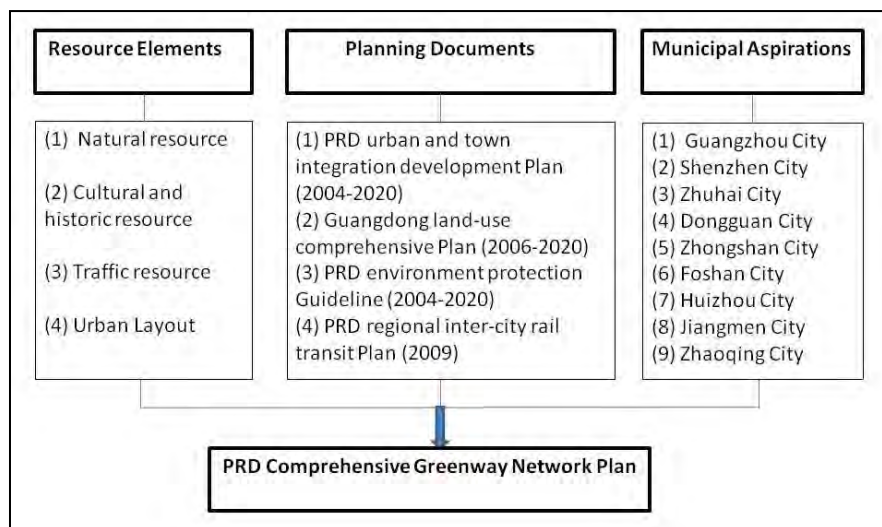 Resource Elements
(1) Natural resource
(2) Cultural and
historic resource
(3) Traffic resource
(4) Urban Layout
Planning Documents
(1) PRD urban and town
integration development Plan
(2004-2020)
(2) Guangdong land-use
comprehensive Plan (2006-2020)
(3) PRD environment protection
Guideline (2004-2020)
(4) PRD regional inter-city rail
transit Plan (2009)
Municipal Aspirations
(1) Guangzhou City
(2) Shenzhen City
(3) Zhuhai City
(4) Dongguan City
(5) Zhongshan City
(6) Foshan City
(7) Huizhou City
(8) Jiangmen City
(9) Zhaoqing City
PRD Comprehensive Greenway Network Plan